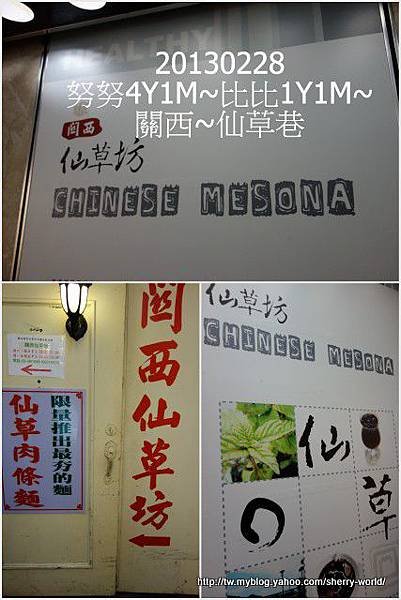 HEALTHY
20130228
努努4Y1M~比比1Y1M~
關西~仙草巷
關西
仙草坊
CHINESE MESONA
關西仙草坊
限量推出最夯的麵
仙草肉條麵
仙草坊
CHINESE MESONA
仙
草
http://tw.myblog.yahoo.com/sherry-world/